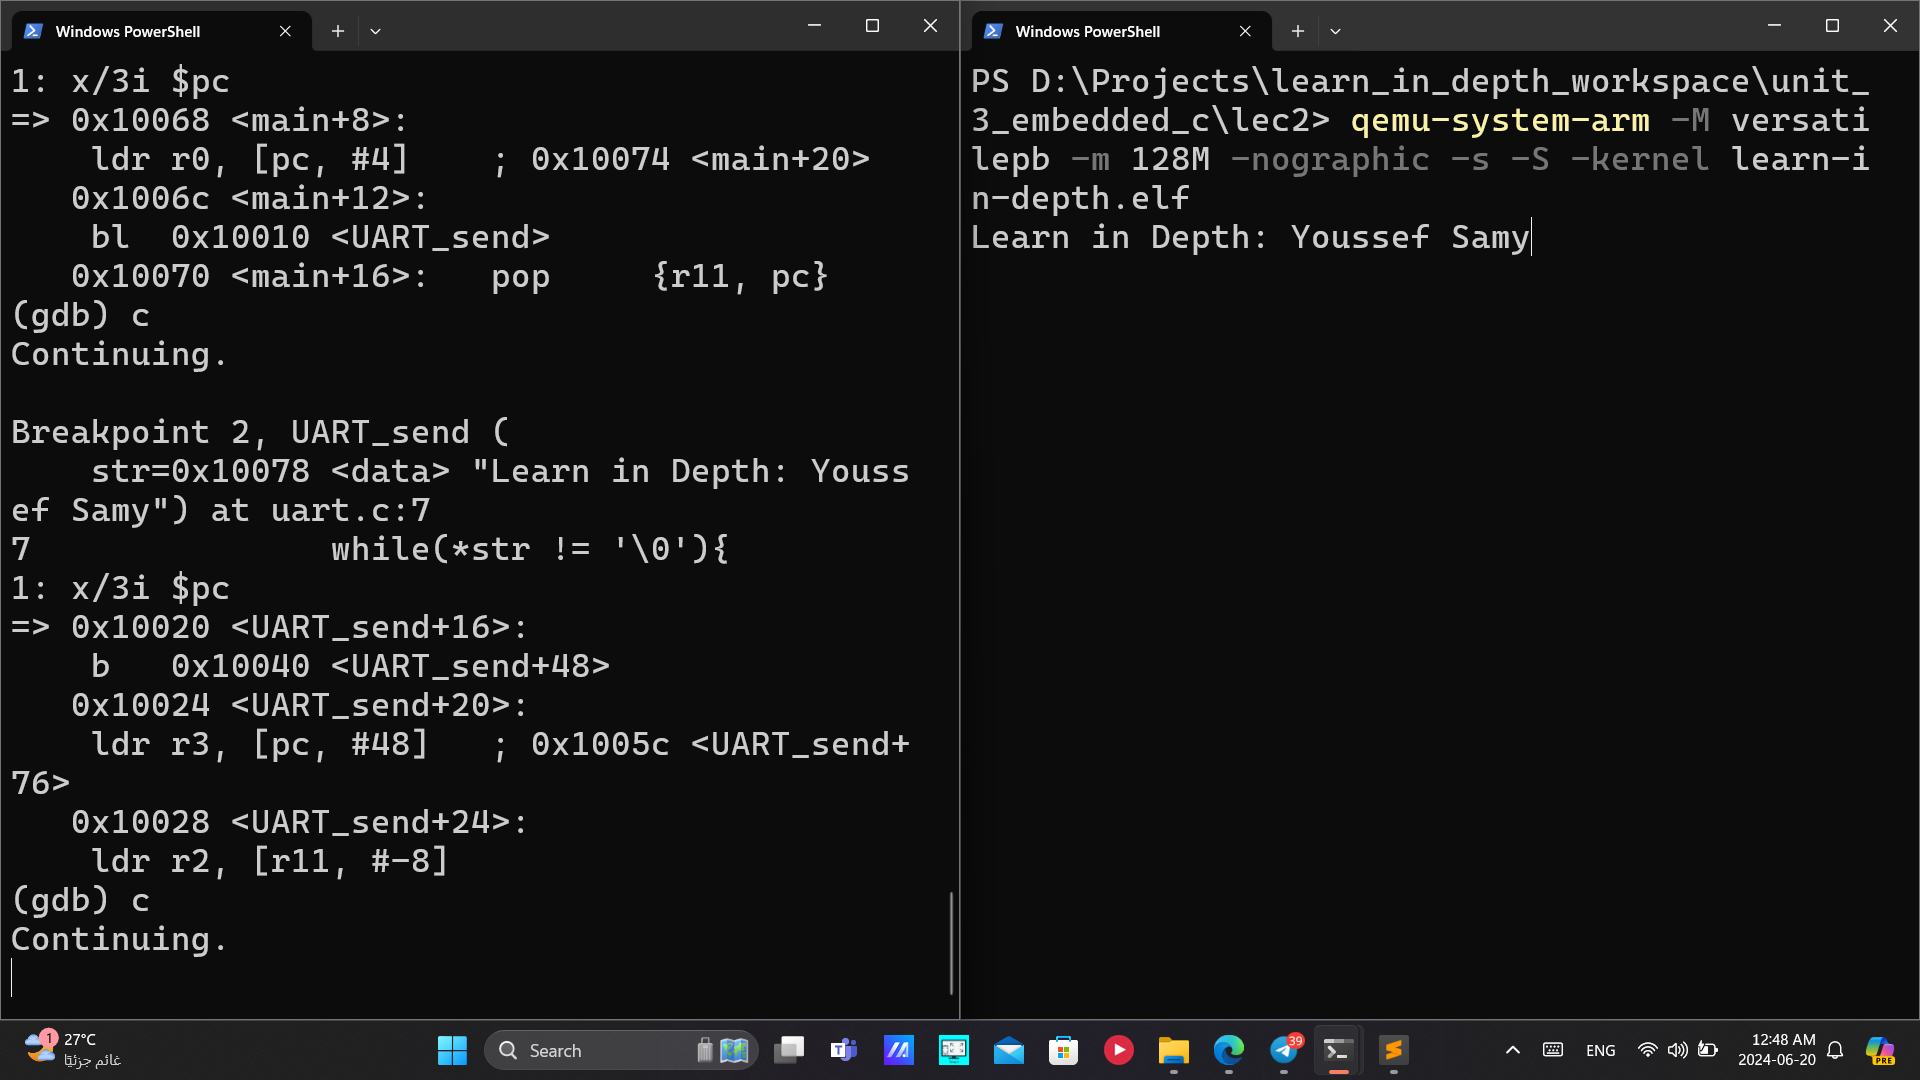 Windows PowerShell
1: x/3i $pc
=> 0x10068 <main+8>:
    ldr r0, [pc, #4]    ; 0x10074 <main+20>
   0x1006c <main+12>:
    bl  0x10010 <UART_send>
   0x10070 <main+16>:   pop     {r11, pc}
(gdb) c
Continuing.

Breakpoint 2, UART_send (
    str=0x10078 <data> "Learn in Depth: Youss
ef Samy") at uart.c:7
7               while(*str != '\0'){
1: x/3i $pc
=> 0x10020 <UART_send+16>:
    b   0x10040 <UART_send+48>
   0x10024 <UART_send+20>:
    ldr r3, [pc, #48]   ; 0x1005c <UART_send+
76>
   0x10028 <UART_send+24>:
    ldr r2, [r11, #-8]
(gdb) c
Continuing.
Windows PowerShell
PS D:\Projects\learn_in_depth_workspace\unit_
3_embedded_c\lec2> qemu-system-arm -M versati
lepb -m 128M -nographic -s -S -kernel learn-i
n-depth.elf
Learn in Depth: Youssef Samy
1
27°C
غائم جزئيًا
Search
39
ENG
12:48 AM
2024-06-20
PRE